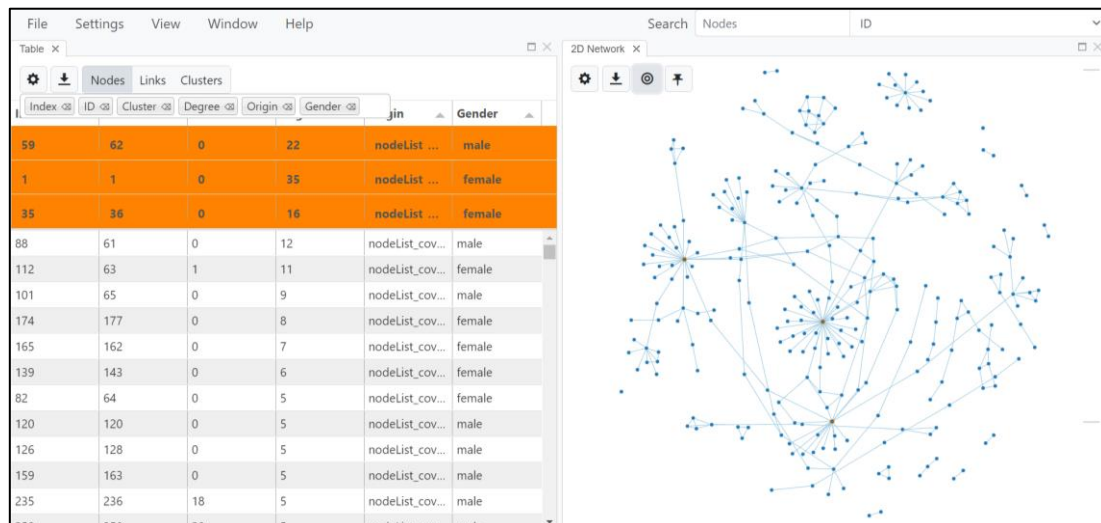 File Settings View Window Help Search Nodes ID
Table 2D Network
Nodes Links Clusters
Index ID Cluster Degree Origin Gender
Gender
59 62 0 22 nodeList ... male
1 1 0 35 nodeList ... female
35 36 0 16 nodeList ... female
88 61 0 12 nodeList_cov... male
112 63 1 11 nodeList_cov... female
101 65 0 9 nodeList_cov... male
174 177 0 8 nodeList_cov... female
165 162 0 7 nodeList_cov... female
139 143 0 6 nodeList_cov... female
82 64 0 5 nodeList_cov... female
120 120 0 5 nodeList_cov... male
126 128 0 5 nodeList_cov... male
159 163 0 5 nodeList_cov... male
235 236 18 5 nodeList_cov... male